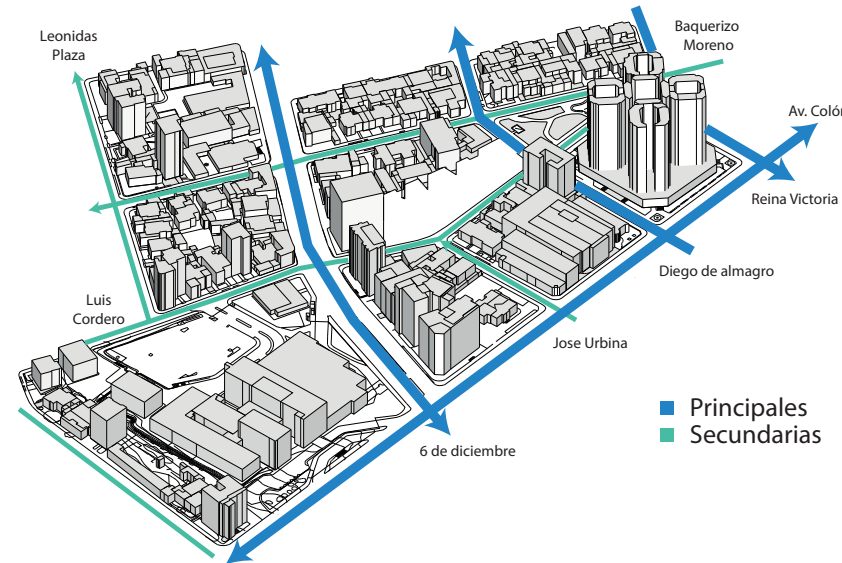 Leonidas
Plaza
Baquerizo
Moreno
Av. Coló
Reina Victoria
Diego de almagro
Luis
Cordero
Jose Urbina
Principales
Secundarias
6 de diciembre